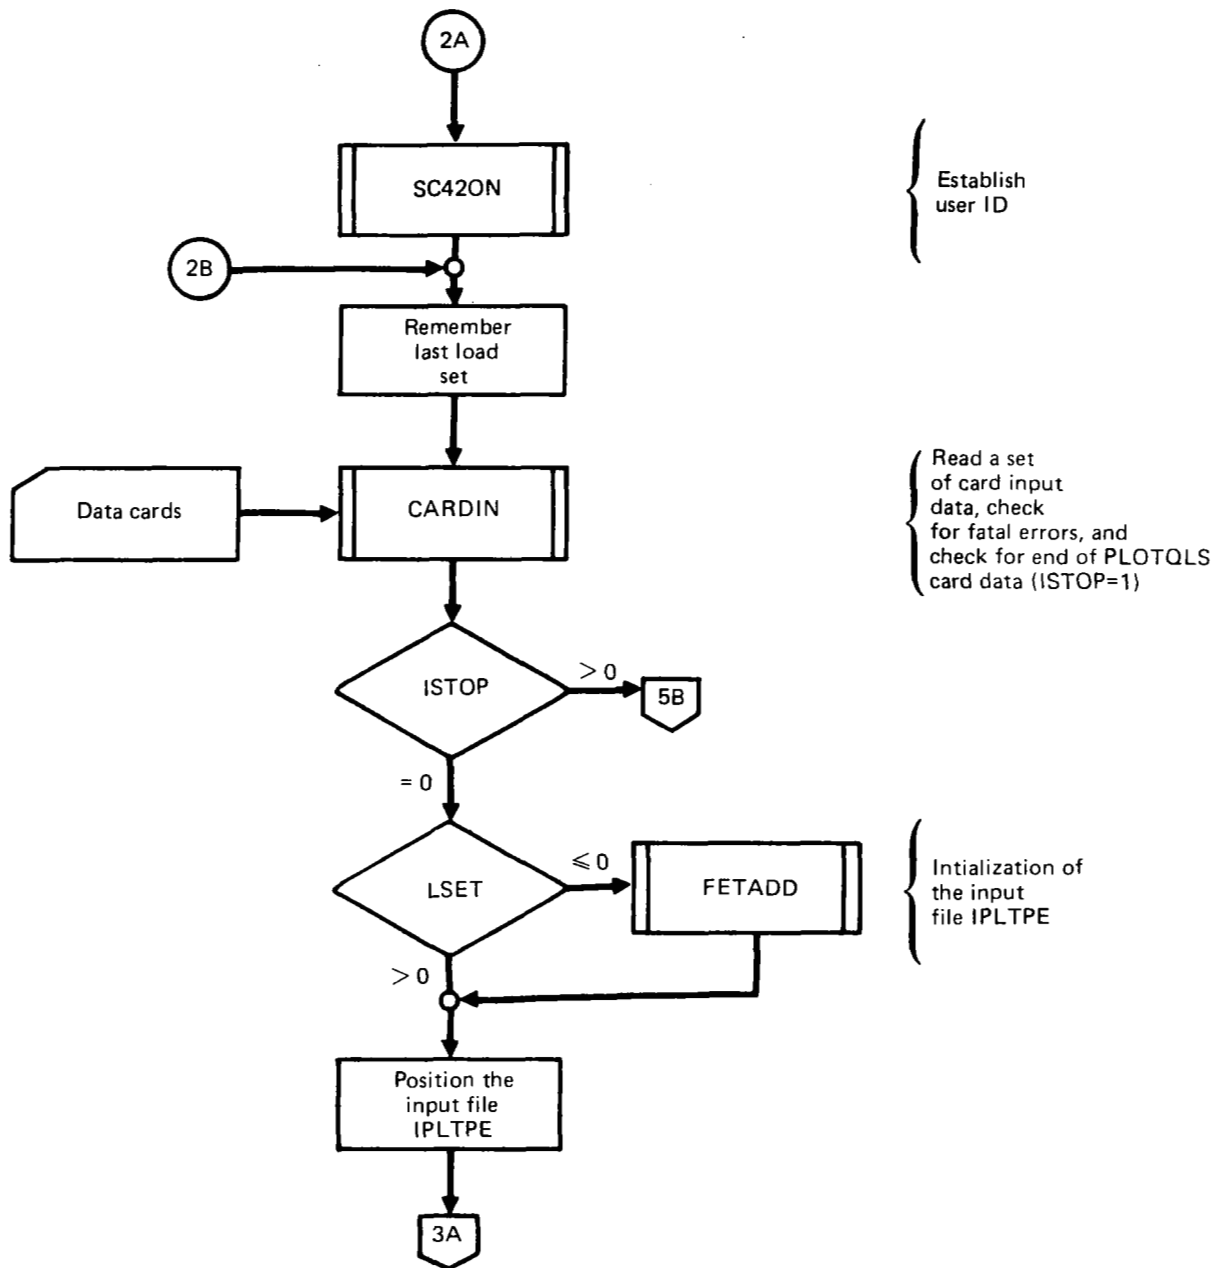 2A
SC42ON
Establish
user ID
2B
Remember
last load
set
Data cards
CARDIN
Read a set
of card input
data, check
for fatal errors, and
check for end of PLOTQLS
card data (ISTOP=1)
ISTOP
> 0
5B
= 0
LSET
≤ 0
FETADD
Intialization of
the input
file IPLTPE
> 0
Position the
input file
IPLTPE
3A